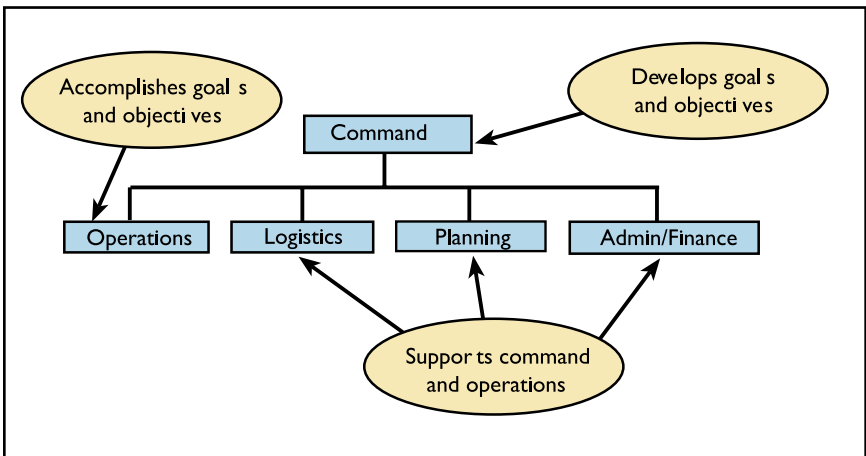 Accomplishes goal s
and objecti ves
Develops goal s
and objecti ves
Command
Operations
Logistics
Planning
Admin/Finance
Suppor ts command
and operations